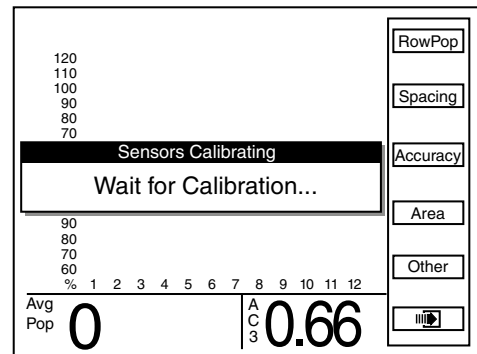 120
110
100
90
80
70
Sensors Calibrating
Wait for Calibration...
90
80
70
60
% 1 2 3 4 5 6 7 8 9 10 11 12
Avg
Pop
0
A
C
3
0.66
RowPop
Spacing
Accuracy
Area
Other